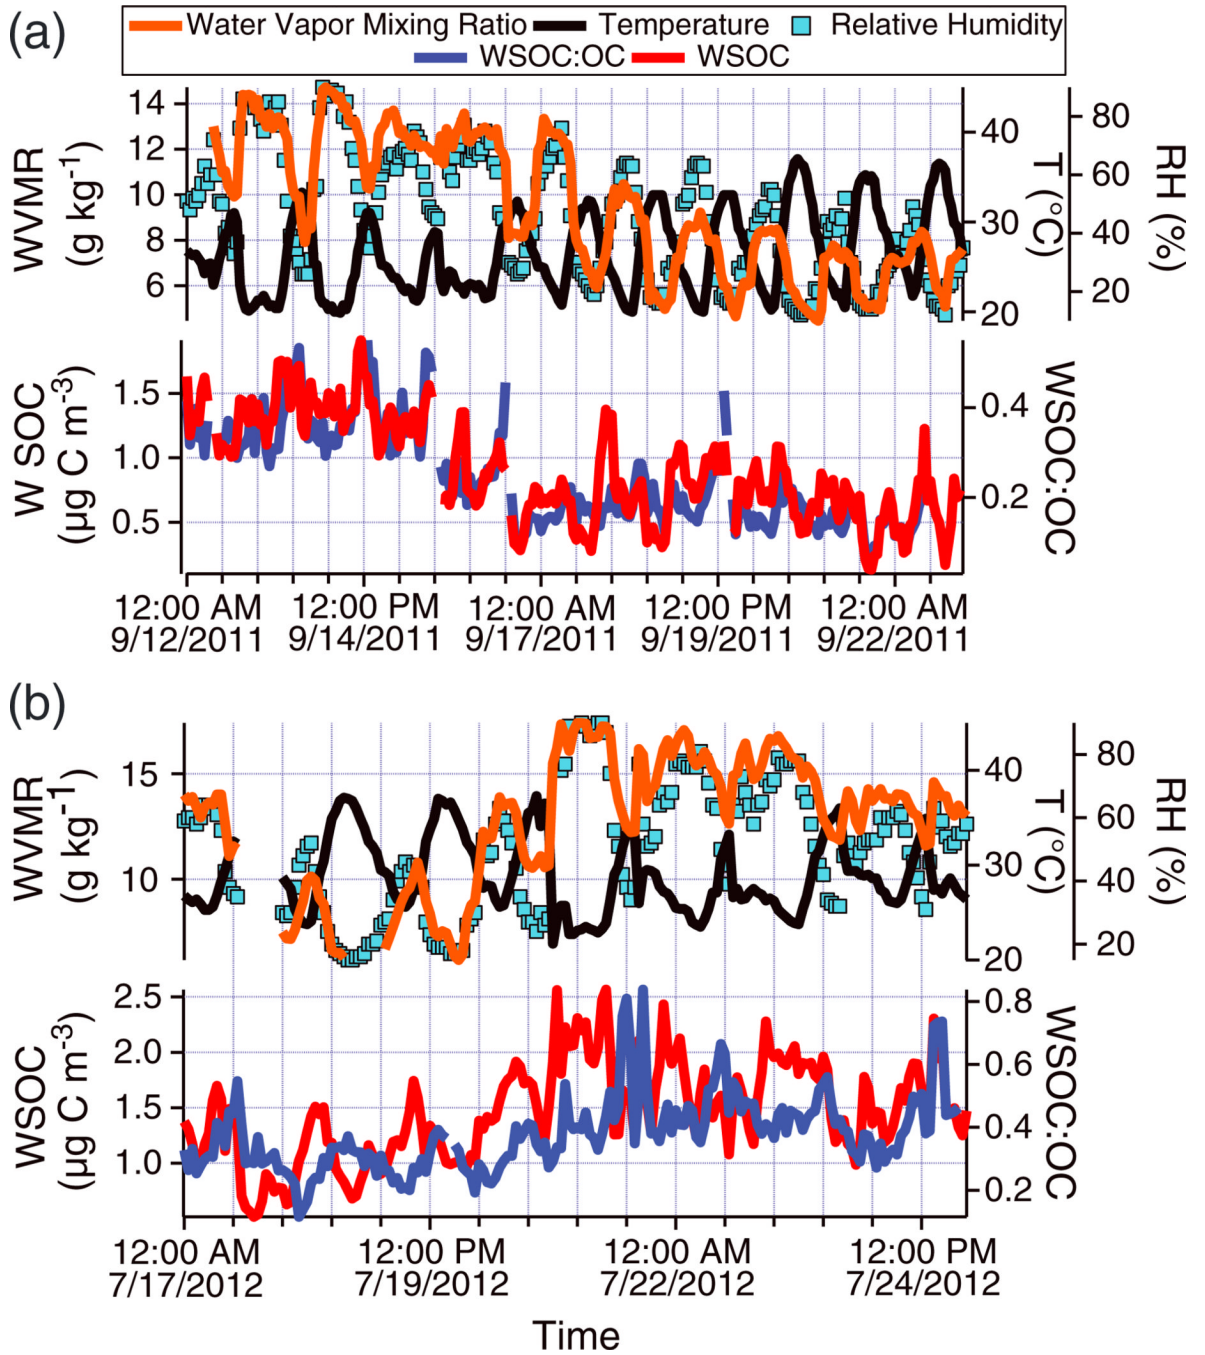 (a)
Water Vapor Mixing Ratio Temperature Relative Humidity
WSOC:OC WSOC
WVMR
(g kg-1)
14
12
10
8
6
40
30
20
T (°C)
80
60
40
20
RH (%)
W SOC
(µg C m-3)
1.5
1.0
0.5
0.4
0.2
WSOC:OC
12:00 AM 12:00 PM 12:00 AM 12:00 PM 12:00 AM
9/12/2011 9/14/2011 9/17/2011 9/19/2011 9/22/2011
(b)
WVMR
(g kg-1)
15
10
40
30
20
T (°C)
80
60
40
20
RH (%)
WSOC
(µg C m-3)
2.5
2.0
1.5
1.0
0.8
0.6
0.4
0.2
WSOC:OC
12:00 AM 12:00 PM 12:00 AM 12:00 PM
7/17/2012 7/19/2012 7/22/2012 7/24/2012
Time